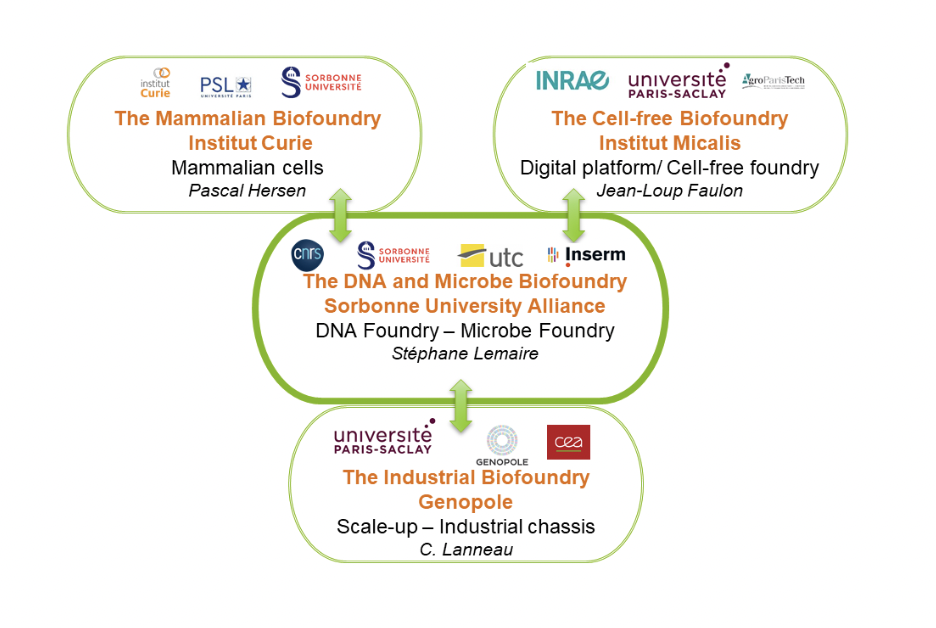 institut
Curie
PSL
UNIVERSITÉ PARIS
SORBONNE
UNIVERSITÉ
The Mammalian Biofoundry
Institut Curie
Mammalian cells
Pascal Hersen
INRAE
université
PARIS-SACLAY
AgroParisTech
The Cell-free Biofoundry
Institut Micalis
Digital platform/ Cell-free foundry
Jean-Loup Faulon
cnrs
SORBONNE
UNIVERSITÉ
utc
Inserm
The DNA and Microbe Biofoundry
Sorbonne University Alliance
DNA Foundry – Microbe Foundry
Stéphane Lemaire
université
PARIS-SACLAY
GENOPOLE
cea
The Industrial Biofoundry
Genopole
Scale-up – Industrial chassis
C. Lanneau